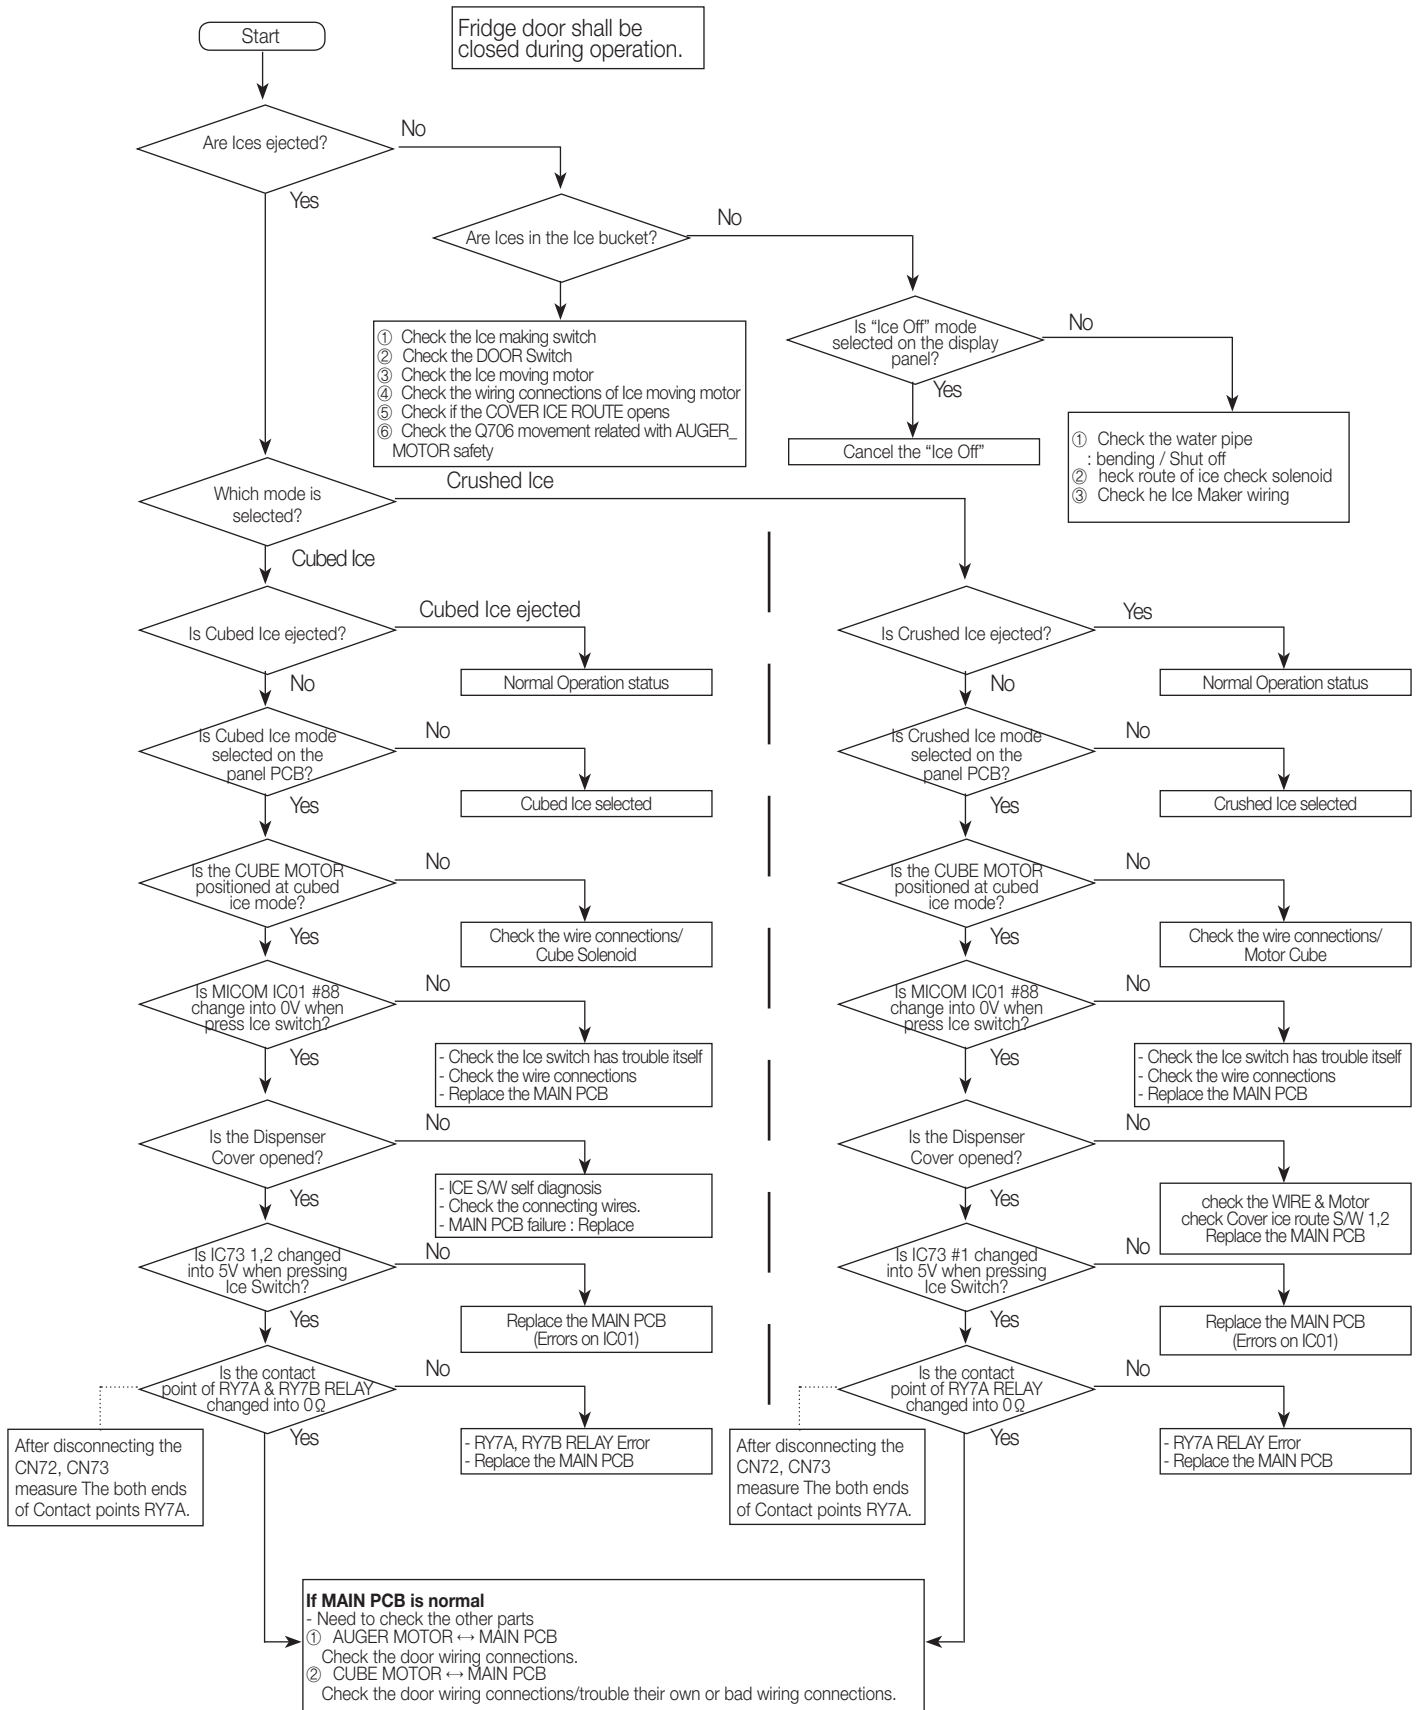 Start
Fridge door shall be
closed during operation.
Are Ices ejected?
No
Yes
Are Ices in the Ice bucket?
No
① Check the Ice making switch
② Check the DOOR Switch
③ Check the Ice moving motor
④ Check the wiring connections of Ice moving motor
⑤ Check if the COVER ICE ROUTE opens
⑥ Check the Q706 movement related with AUGER_
MOTOR safety
Is “Ice Off” mode
selected on the display
panel?
No
Yes
Cancel the “Ice Off”
① Check the water pipe
: bending / Shut off
② heck route of ice check solenoid
③ Check he Ice Maker wiring
Which mode is
selected?
Crushed Ice
Cubed Ice
Is Cubed Ice ejected?
Cubed Ice ejected
Normal Operation status
No
Is Cubed Ice mode
selected on the
panel PCB?
No
Cubed Ice selected
Yes
Is the CUBE MOTOR
positioned at cubed
ice mode?
No
Check the wire connections/
Cube Solenoid
Yes
Is MICOM IC01 #88
change into 0V when
press Ice switch?
No
- Check the Ice switch has trouble itself
- Check the wire connections
- Replace the MAIN PCB
Yes
Is the Dispenser
Cover opened?
No
- ICE S/W self diagnosis
- Check the connecting wires.
- MAIN PCB failure : Replace
Yes
Is IC73 1,2 changed
into 5V when pressing
Ice Switch?
No
Replace the MAIN PCB
(Errors on IC01)
Yes
Is the contact
point of RY7A & RY7B RELAY
changed into 0Ω
No
- RY7A, RY7B RELAY Error
- Replace the MAIN PCB
Yes
After disconnecting the
CN72, CN73
measure The both ends
of Contact points RY7A.
Is Crushed Ice ejected?
Yes
Normal Operation status
No
Is Crushed Ice mode
selected on the
panel PCB?
No
Crushed Ice selected
Yes
Is the CUBE MOTOR
positioned at cubed
ice mode?
No
Check the wire connections/
Motor Cube
Yes
Is MICOM IC01 #88
change into 0V when
press Ice switch?
No
- Check the Ice switch has trouble itself
- Check the wire connections
- Replace the MAIN PCB
Yes
Is the Dispenser
Cover opened?
No
check the WIRE & Motor
check Cover ice route S/W 1,2
Replace the MAIN PCB
Yes
Is IC73 #1 changed
into 5V when pressing
Ice Switch?
No
Replace the MAIN PCB
(Errors on IC01)
Yes
Is the contact
point of RY7A RELAY
changed into 0Ω
No
- RY7A RELAY Error
- Replace the MAIN PCB
Yes
After disconnecting the
CN72, CN73
measure The both ends
of Contact points RY7A.
If MAIN PCB is normal
- Need to check the other parts
① AUGER MOTOR ↔ MAIN PCB
Check the door wiring connections.
② CUBE MOTOR ↔ MAIN PCB
Check the door wiring connections/trouble their own or bad wiring connections.